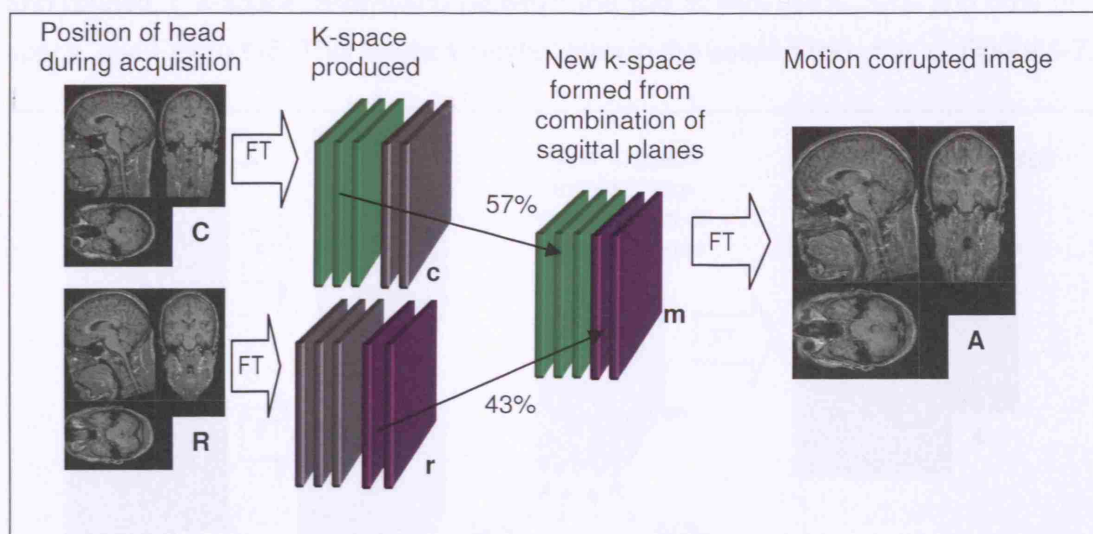 Position of head
during acquisition
K-space
produced
New k-space
formed from
combination of
sagittal planes
Motion corrupted image
FT
C
c
57%
FT
m
A
FT
R
r
43%